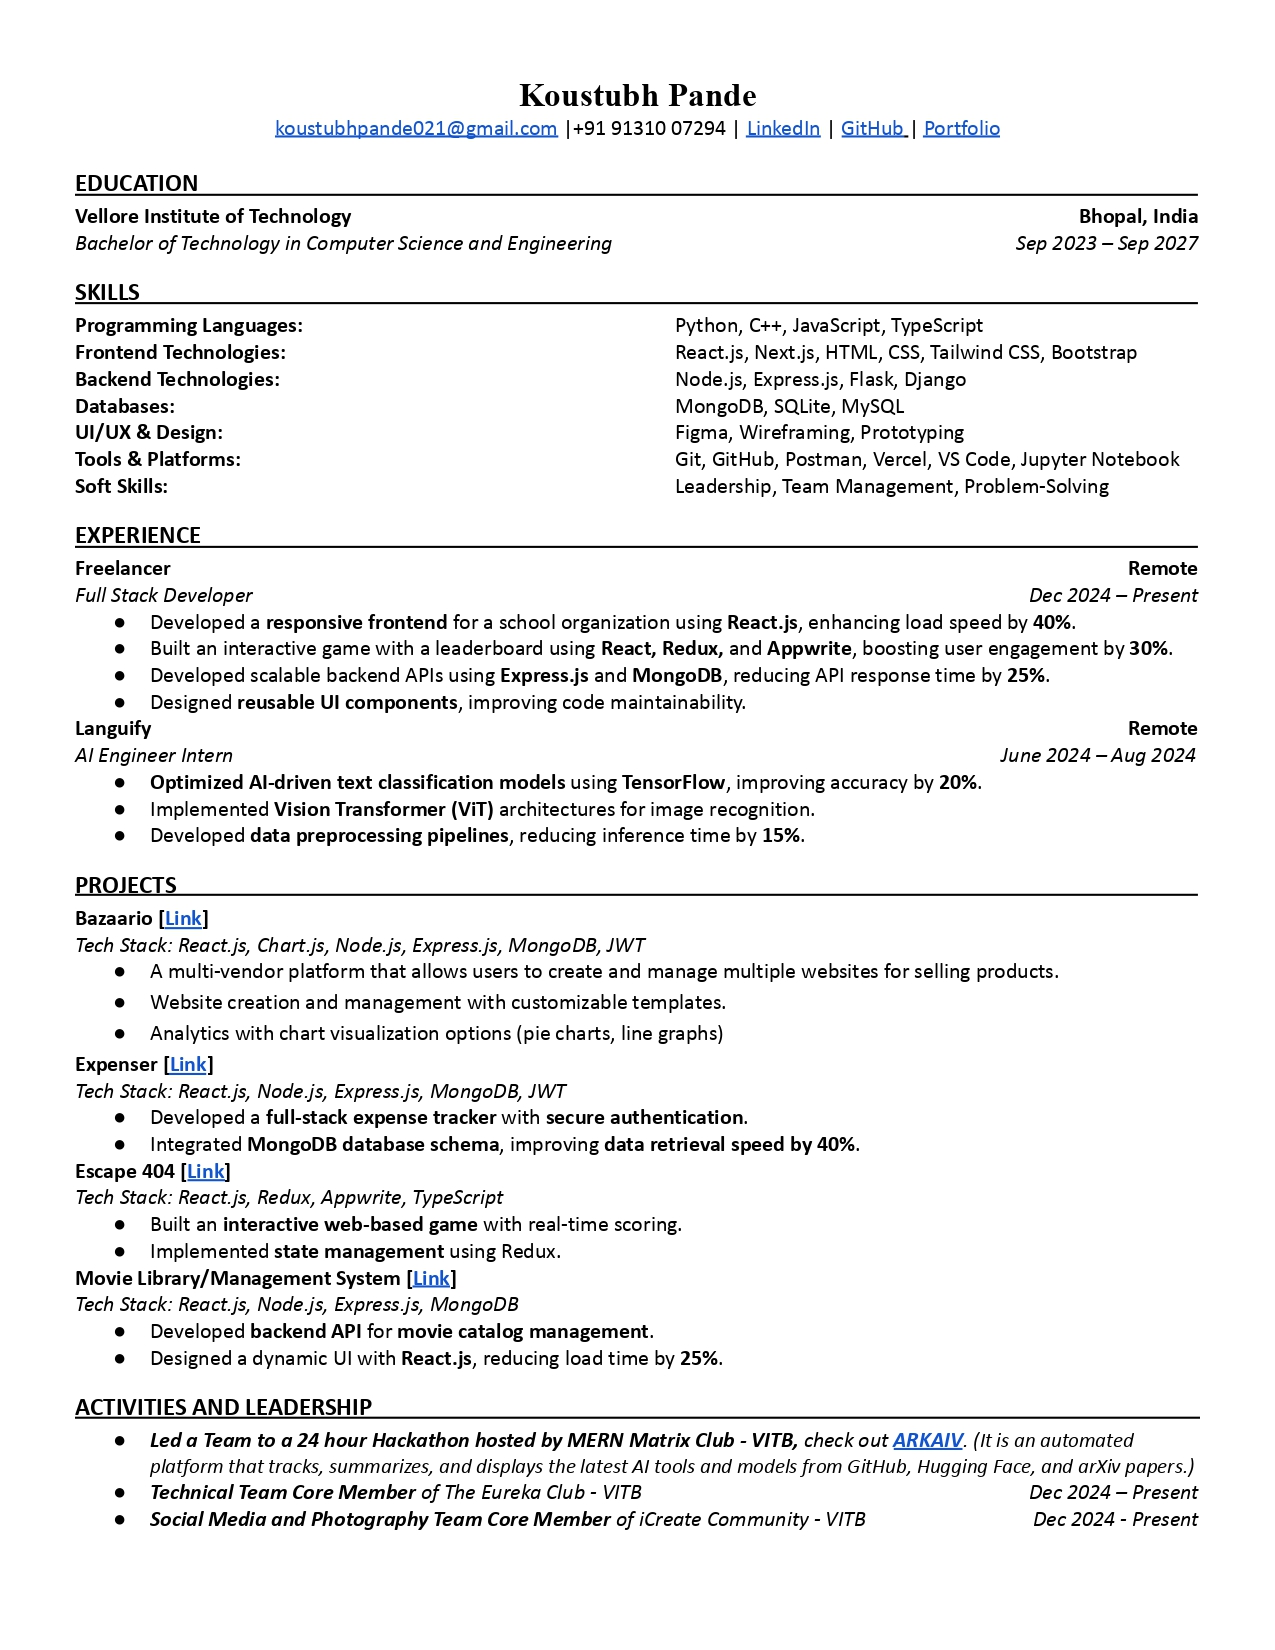 Koustubh Pande
koustubhpande021@gmail.com |+91 91310 07294 | LinkedIn | GitHub | Portfolio
EDUCATION
Vellore Institute of Technology Bhopal, India
Bachelor of Technology in Computer Science and Engineering Sep 2023 – Sep 2027
SKILLS
Programming Languages: Python, C++, JavaScript, TypeScript
Frontend Technologies: React.js, Next.js, HTML, CSS, Tailwind CSS, Bootstrap
Backend Technologies: Node.js, Express.js, Flask, Django
Databases: MongoDB, SQLite, MySQL
UI/UX & Design: Figma, Wireframing, Prototyping
Tools & Platforms: Git, GitHub, Postman, Vercel, VS Code, Jupyter Notebook
Soft Skills: Leadership, Team Management, Problem-Solving
EXPERIENCE
Freelancer Remote
Full Stack Developer Dec 2024 – Present
● Developed a responsive frontend for a school organization using React.js, enhancing load speed by 40%.
● Built an interactive game with a leaderboard using React, Redux, and Appwrite, boosting user engagement by 30%.
● Developed scalable backend APIs using Express.js and MongoDB, reducing API response time by 25%.
● Designed reusable UI components, improving code maintainability.
Languify Remote
AI Engineer Intern June 2024 – Aug 2024
● Optimized AI-driven text classification models using TensorFlow, improving accuracy by 20%.
● Implemented Vision Transformer (ViT) architectures for image recognition.
● Developed data preprocessing pipelines, reducing inference time by 15%.
PROJECTS
Bazaario [Link]
Tech Stack: React.js, Chart.js, Node.js, Express.js, MongoDB, JWT
● A multi-vendor platform that allows users to create and manage multiple websites for selling products.
● Website creation and management with customizable templates.
● Analytics with chart visualization options (pie charts, line graphs)
Expenser [Link]
Tech Stack: React.js, Node.js, Express.js, MongoDB, JWT
● Developed a full-stack expense tracker with secure authentication.
● Integrated MongoDB database schema, improving data retrieval speed by 40%.
Escape 404 [Link]
Tech Stack: React.js, Redux, Appwrite, TypeScript
● Built an interactive web-based game with real-time scoring.
● Implemented state management using Redux.
Movie Library/Management System [Link]
Tech Stack: React.js, Node.js, Express.js, MongoDB
● Developed backend API for movie catalog management.
● Designed a dynamic UI with React.js, reducing load time by 25%.
ACTIVITIES AND LEADERSHIP
● Led a Team to a 24 hour Hackathon hosted by MERN Matrix Club - VITB, check out ARKAIV. (It is an automated
platform that tracks, summarizes, and displays the latest AI tools and models from GitHub, Hugging Face, and arXiv papers.)
● Technical Team Core Member of The Eureka Club - VITB Dec 2024 – Present
● Social Media and Photography Team Core Member of iCreate Community - VITB Dec 2024 - Present